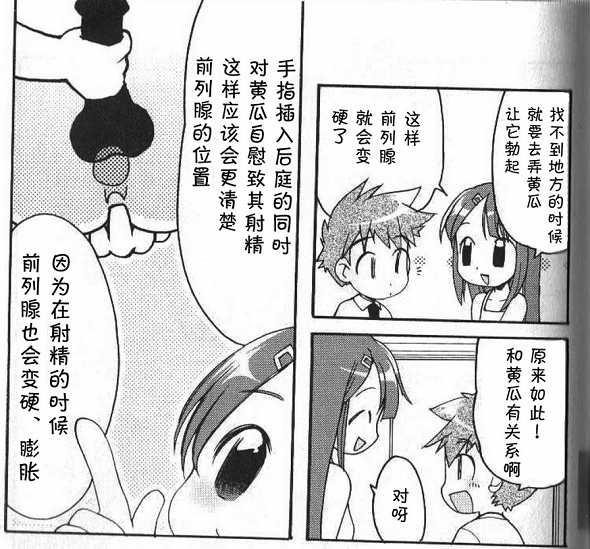 找不到地方的时候
就要去弄黄瓜
让它勃起
这样
前列腺
就会变
硬了
原来如此！
和黄瓜有关系啊
对
呀
手指插入后庭的同时
对黄瓜自慰致其射精
这样应该会更清楚
前列腺的位置
因为在射精的时候
前列腺也会变硬、膨胀